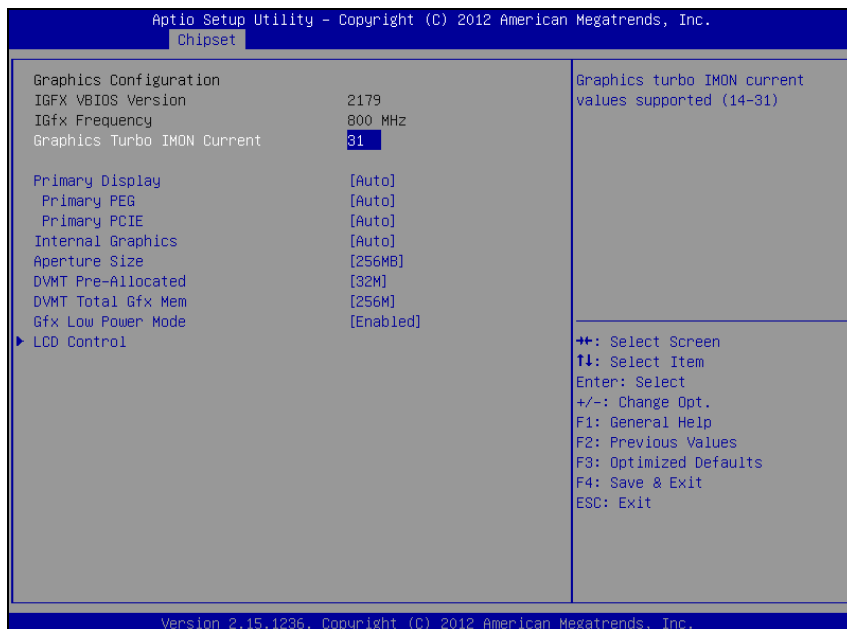 Aptio Setup Utility – Copyright (C) 2012 American Megatrends, Inc.
Chipset
Graphics Configuration
IGFX VBIOS Version 2179
IGfx Frequency 800 MHz
Graphics Turbo IMON Current 31
Primary Display [Auto]
Primary PEG [Auto]
Primary PCIE [Auto]
Internal Graphics [Auto]
Aperture Size [256MB]
DVMT Pre-Allocated [32M]
DVMT Total Gfx Mem [256M]
Gfx Low Power Mode [Enabled]
LCD Control
Graphics turbo IMON current
values supported (14-31)
→←: Select Screen
↑↓: Select Item
Enter: Select
+/-: Change Opt.
F1: General Help
F2: Previous Values
F3: Optimized Defaults
F4: Save & Exit
ESC: Exit
Version 2.15.1236. Copyright (C) 2012 American Megatrends, Inc.